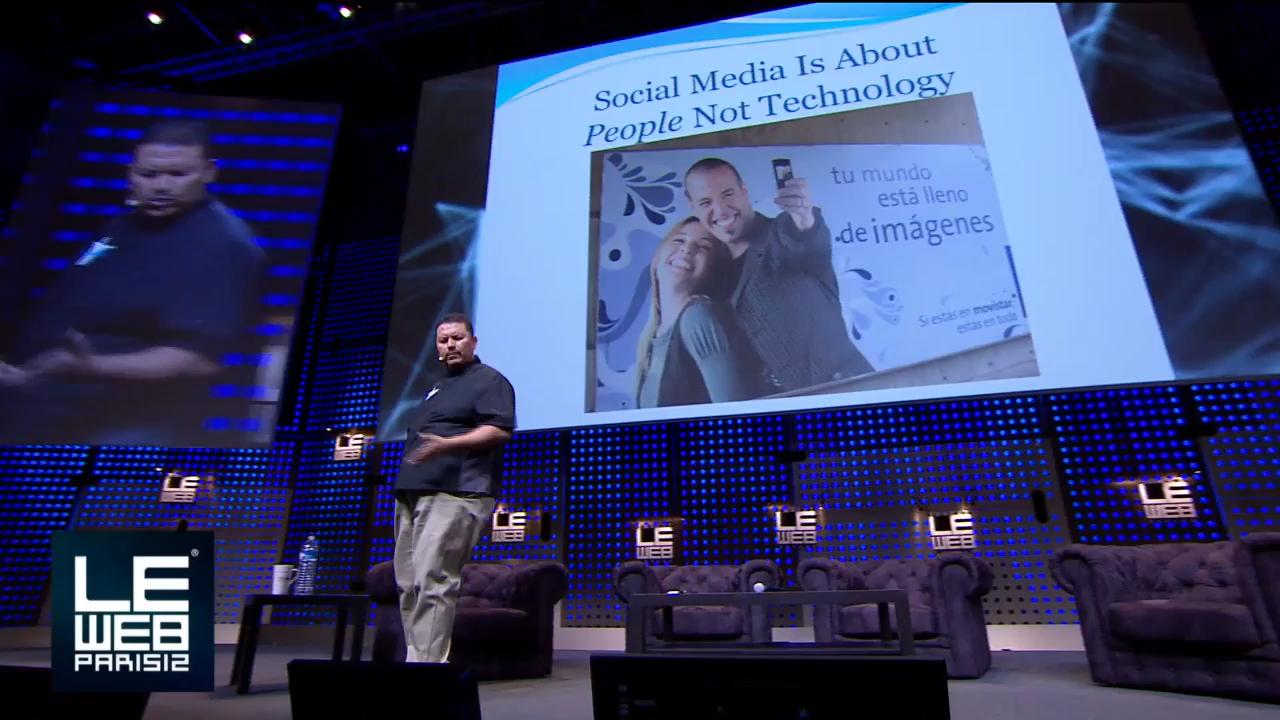 Social Media Is About
People Not Technology
tu mundo
está lleno
de imágenes
Si estás en movistar,
estás en todo
LE
WEB
LE
WEB
LE
WEB
LE
WEB
LE
WEB
LE
WEB
LE
WEB
LE®
WEB
PARIS12